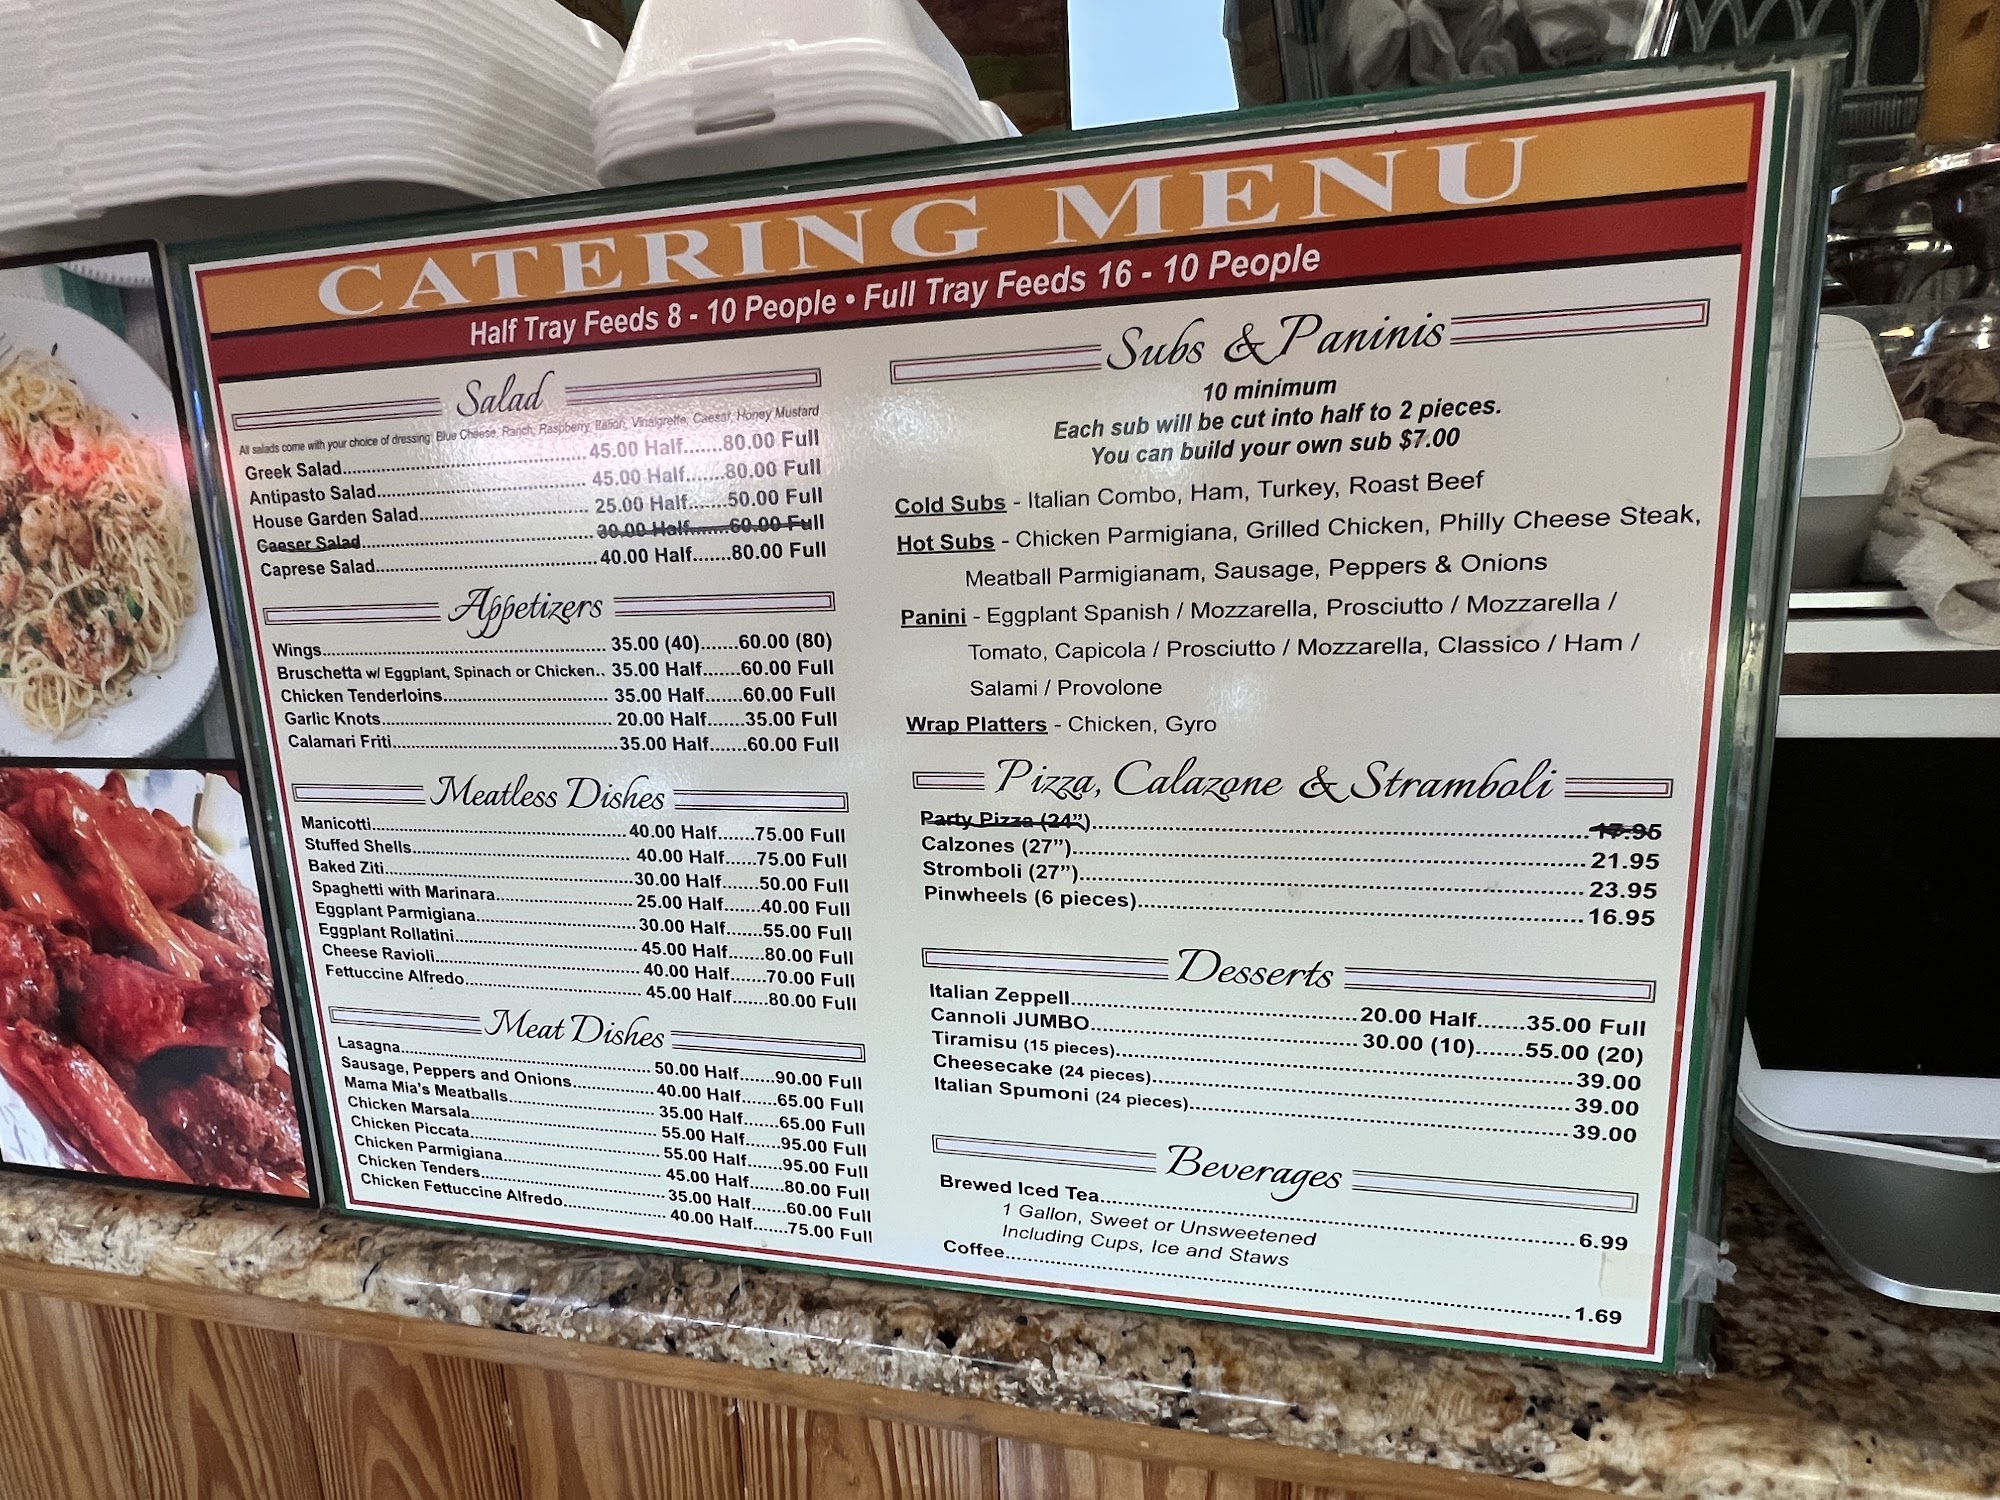 CATERING MENU
Half Tray Feeds 8 - 10 People • Full Tray Feeds 16 - 10 People
Salad
All salads come with your choice of dressing: Blue Cheese, Ranch, Raspberry, Italian, Vinaigrette, Caesar, Honey Mustard
Greek Salad....45.00 Half.......80.00 Full
Antipasto Salad....45.00 Half.......80.00 Full
House Garden Salad....25.00 Half.......50.00 Full
Caeser Salad....30.00 Half.......60.00 Full
Caprese Salad....40.00 Half.......80.00 Full
Appetizers
Wings....35.00 (40).......60.00 (80)
Bruschetta w/ Eggplant, Spinach or Chicken.. 35.00 Half.......60.00 Full
Chicken Tenderloins....35.00 Half.......60.00 Full
Garlic Knots....20.00 Half.......35.00 Full
Calamari Friti....35.00 Half.......60.00 Full
Meatless Dishes
Manicotti....40.00 Half.......75.00 Full
Stuffed Shells....40.00 Half......75.00 Full
Baked Ziti....30.00 Half.......50.00 Full
Spaghetti with Marinara....25.00 Half.......40.00 Full
Eggplant Parmigiana....30.00 Half.......55.00 Full
Eggplant Rollatini....45.00 Half.......80.00 Full
Cheese Ravioli....40.00 Half.......70.00 Full
Fettuccine Alfredo....45.00 Half.......80.00 Full
Meat Dishes
Lasagna....50.00 Half.......90.00 Full
Sausage, Peppers and Onions....40.00 Half.......65.00 Full
Mama Mia's Meatballs....35.00 Half.......65.00 Full
Chicken Marsala....55.00 Half.......95.00 Full
Chicken Piccata....55.00 Half.......95.00 Full
Chicken Parmigiana....45.00 Half.......80.00 Full
Chicken Tenders....35.00 Half.......60.00 Full
Chicken Fettuccine Alfredo....40.00 Half.......75.00 Full
Subs & Paninis
10 minimum
Each sub will be cut into half to 2 pieces.
You can build your own sub $7.00
Cold Subs - Italian Combo, Ham, Turkey, Roast Beef
Hot Subs - Chicken Parmigiana, Grilled Chicken, Philly Cheese Steak,
Meatball Parmigianam, Sausage, Peppers & Onions
Panini - Eggplant Spanish / Mozzarella, Prosciutto / Mozzarella /
Tomato, Capicola / Prosciutto / Mozzarella, Classico / Ham /
Salami / Provolone
Wrap Platters - Chicken, Gyro
Pizza, Calazone & Stramboli
Party Pizza (24")....17.95
Calzones (27")....21.95
Stromboli (27")....23.95
Pinwheels (6 pieces)....16.95
Desserts
Italian Zeppell....20.00 Half.......35.00 Full
Cannoli JUMBO....30.00 (10).......55.00 (20)
Tiramisu (15 pieces)....39.00
Cheesecake (24 pieces)....39.00
Italian Spumoni (24 pieces)....39.00
Beverages
Brewed Iced Tea....6.99
1 Gallon, Sweet or Unsweetened
Including Cups, Ice and Staws
Coffee....1.69